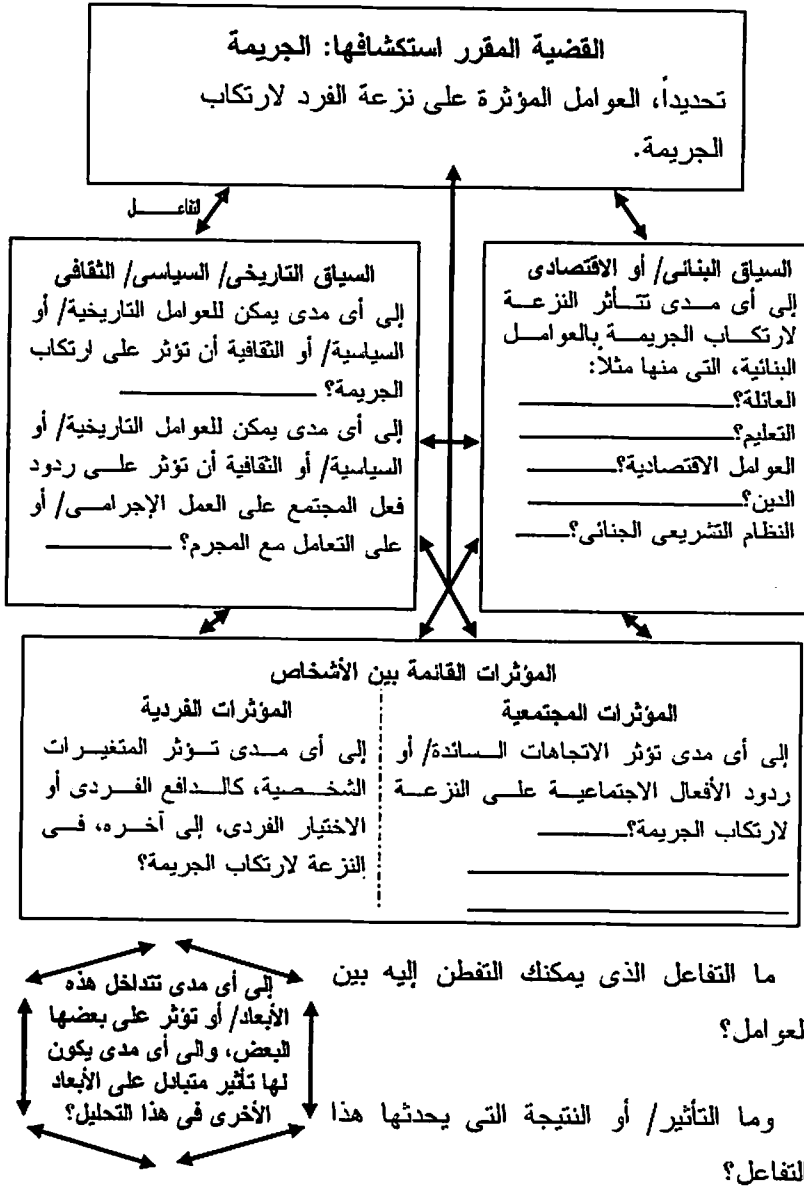 القضية المقرر استكشافها: الجريمة
تحديداً، العوامل المؤثرة على نزعة الفرد لارتكاب
الجريمة.
لتفاعـــــل
السياق البنائى/ أو الاقتصادى
إلى أى مدى تتأثر النزعة
لارتكاب الجريمة بالعوامل
البنائية، التى منها مثلاً:
العائلة؟
التعليم؟
العوامل الاقتصادية؟
الدين؟
النظام التشريعى الجنائى؟
السياق التاريخى/ السياسى/ الثقافى
إلى أى مدى يمكن للعوامل التاريخية/ أو
السياسية/ أو الثقافية أن تؤثر على ارتكاب
الجريمة؟
إلى أى مدى يمكن للعوامل التاريخية/ أو
السياسية/ أو الثقافية أن تؤثر على ردود
فعل المجتمع على العمل الإجرامى/ أو
على التعامل مع المجرم؟
المؤثرات القائمة بين الأشخاص
المؤثرات المجتمعية
إلى أى مدى تؤثر الاتجاهات السائدة/ أو
ردود الأفعال الاجتماعية على النزعة
لارتكاب الجريمة؟
المؤثرات الفردية
إلى أى مدى تؤثر المتغيرات
الشخصية، كالدافع الفردى أو
الاختيار الفردى، إلى آخره، فى
النزعة لارتكاب الجريمة؟
ما التفاعل الذى يمكنك التفطن إليه بين
لعوامل؟
وما التأثير/ أو النتيجة التى يحدثها هذا
لتفاعل؟
إلى أى مدى تتداخل هذه
الأبعاد/ أو تؤثر على بعضها
البعض، وإلى أى مدى يكون
لها تأثير متبادل على الأبعاد
الأخرى فى هذا التحليل؟